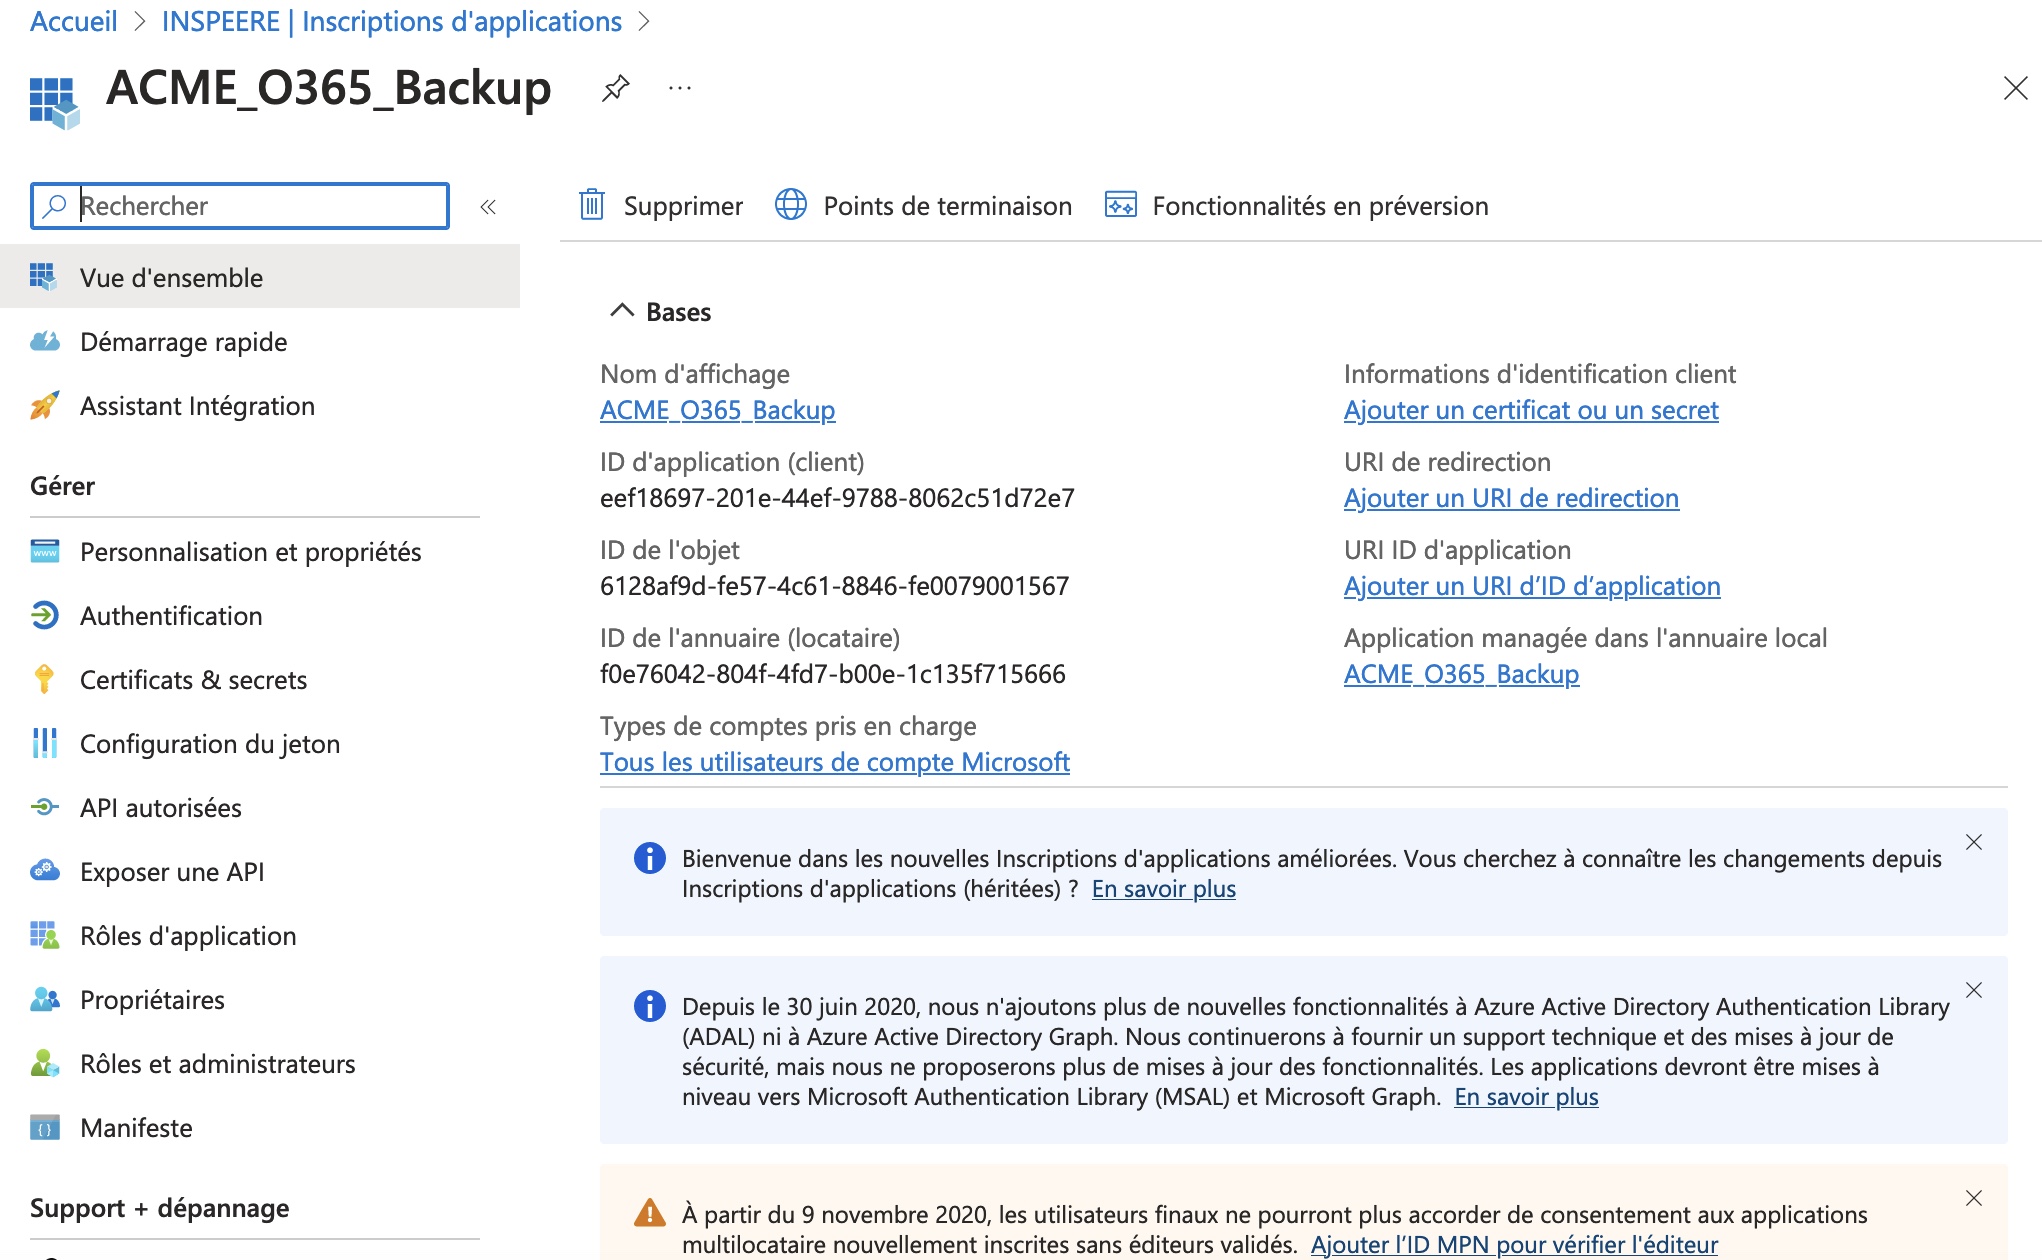 Accueil > INSPEERE | Inscriptions d'applications >
ACME_O365_Backup
...
Rechercher
«
Supprimer
Points de terminaison
Fonctionnalités en préversion
Vue d'ensemble
Démarrage rapide
Assistant Intégration
Gérer
Personnalisation et propriétés
Authentification
Certificats & secrets
Configuration du jeton
API autorisées
Exposer une API
Rôles d'application
Propriétaires
Rôles et administrateurs
Manifeste
Support + dépannage
Bases
Nom d'affichage
ACME_O365_Backup
ID d'application (client)
eef18697-201e-44ef-9788-8062c51d72e7
ID de l'objet
6128af9d-fe57-4c61-8846-fe0079001567
ID de l'annuaire (locataire)
f0e76042-804f-4fd7-b00e-1c135f715666
Types de comptes pris en charge
Tous les utilisateurs de compte Microsoft
Informations d'identification client
Ajouter un certificat ou un secret
URI de redirection
Ajouter un URI de redirection
URI ID d'application
Ajouter un URI d’ID d’application
Application managée dans l'annuaire local
ACME_O365_Backup
Bienvenue dans les nouvelles Inscriptions d'applications améliorées. Vous cherchez à connaître les changements depuis
Inscriptions d'applications (héritées) ? En savoir plus
Depuis le 30 juin 2020, nous n'ajoutons plus de nouvelles fonctionnalités à Azure Active Directory Authentication Library
(ADAL) ni à Azure Active Directory Graph. Nous continuerons à fournir un support technique et des mises à jour de
sécurité, mais nous ne proposerons plus de mises à jour des fonctionnalités. Les applications devront être mises à
niveau vers Microsoft Authentication Library (MSAL) et Microsoft Graph. En savoir plus
À partir du 9 novembre 2020, les utilisateurs finaux ne pourront plus accorder de consentement aux applications
multilocataire nouvellement inscrites sans éditeurs validés. Ajouter l’ID MPN pour vérifier l'éditeur